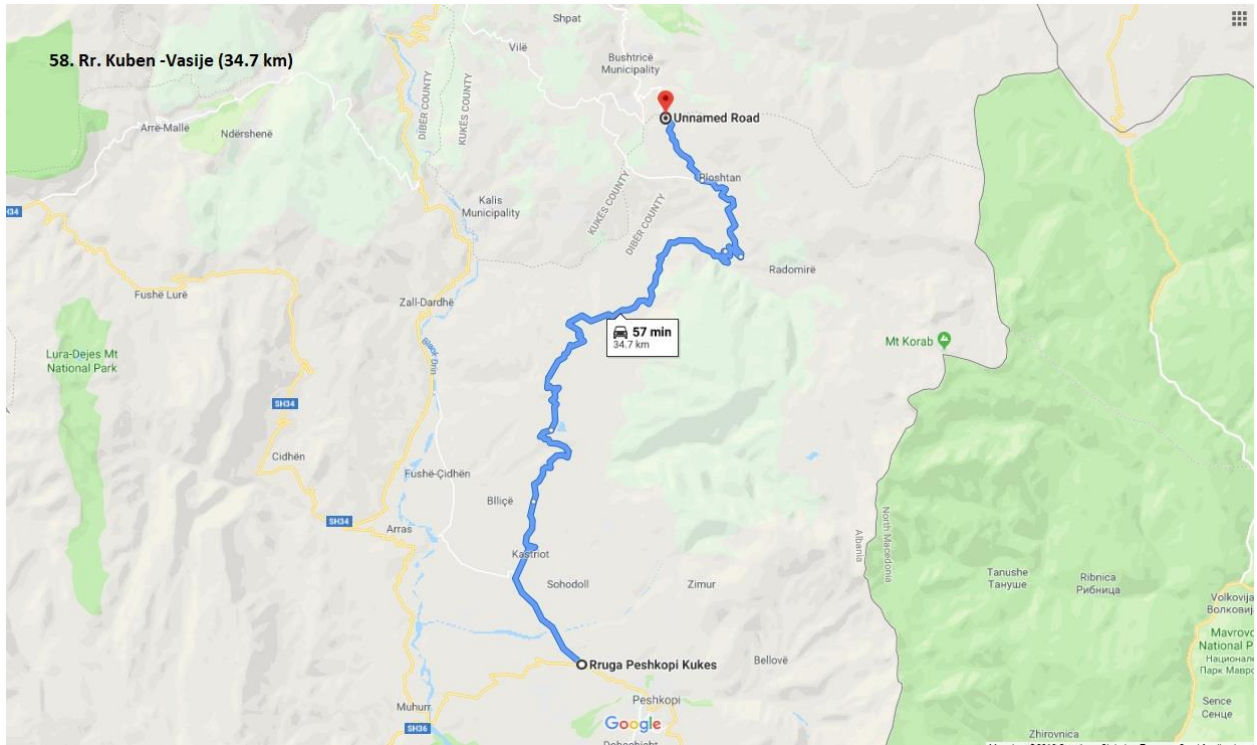 58. Rr. Kuben -Vasije (34.7 km)
Shpat
Vilë
Bushtricë
Municipality
Unnamed Road
Arrë-Mallë
Ndërshenë
DIBËR COUNTY
KUKËS COUNTY
Ploshtan
Kalis
Municipality
KUKËS COUNTY
DIBËR COUNTY
SH34
Radomirë
Fushë Lurë
Zall-Dardhë
57 min
34.7 km
Mt Korab
Black Drin
Lura-Dejes Mt
National Park
SH34
Cidhën
Fushë-Çidhën
Blliçë
SH34
Arras
Albania
North Macedonia
Kastriot
Sohodoll
Zimur
Tanushe
Тануше
Ribnica
Рибница
Volkovija
Волковиј
Mavrovo
National P
Национале
Парк Мавро
Rruga Peshkopi Kukes
Bellovë
Peshkopi
Muhurr
Google
SH36
Sence
Сенце
Zhirovnica